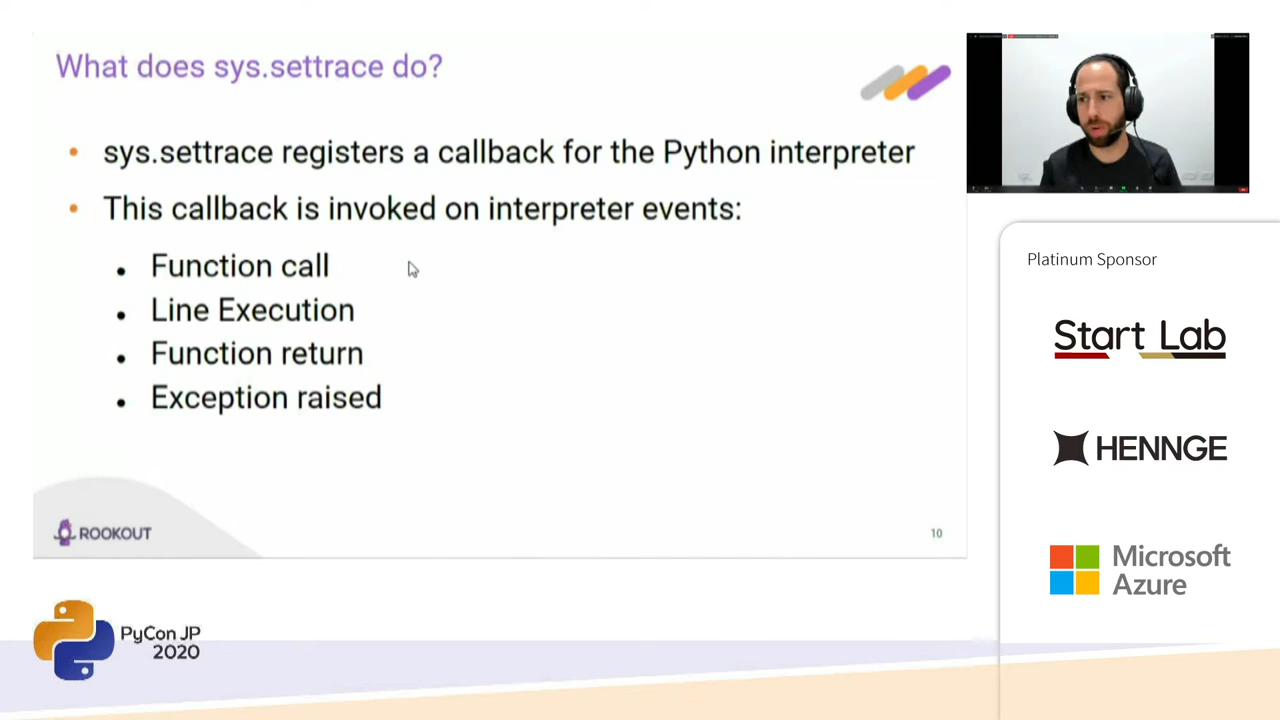 What does sys.settrace do?
sys.settrace registers a callback for the Python interpreter
This callback is invoked on interpreter events:
Function call
Line Execution
Function return
Exception raised
ROOKOUT
10
PyCon JP
2020
Platinum Sponsor
Start Lab
HENNGE
Microsoft
Azure